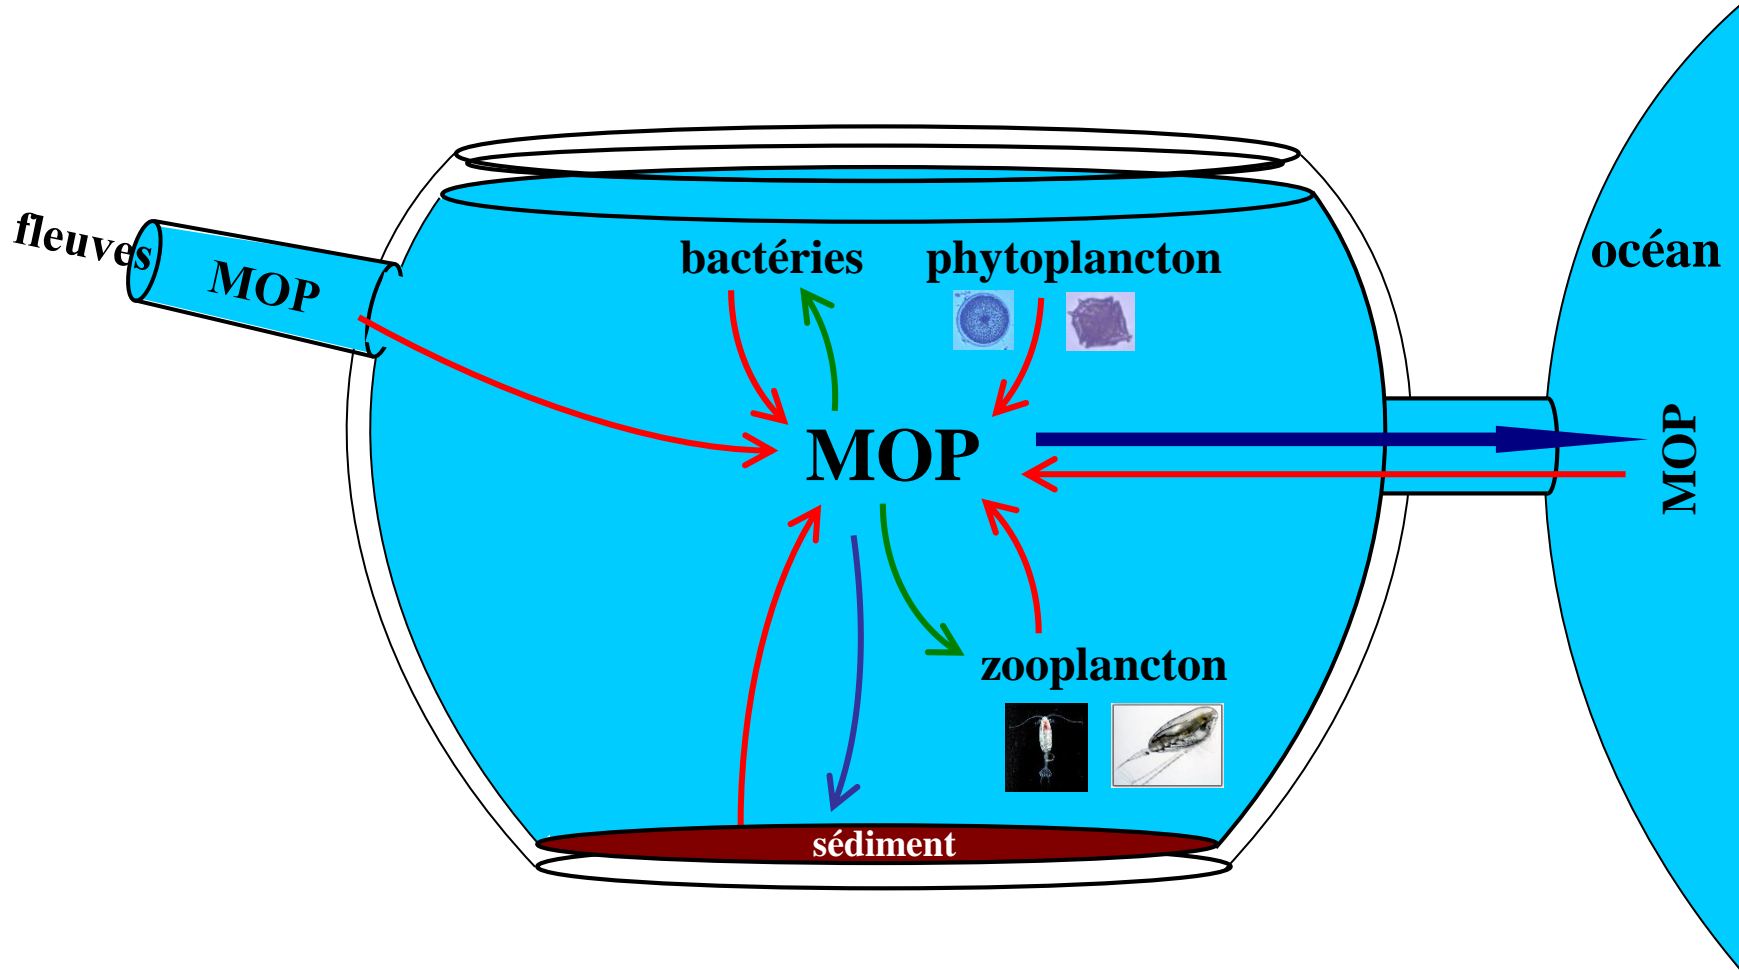 fleuves
MOP
bactéries
phytoplancton
océan
MOP
MOP
zooplancton
sédiment